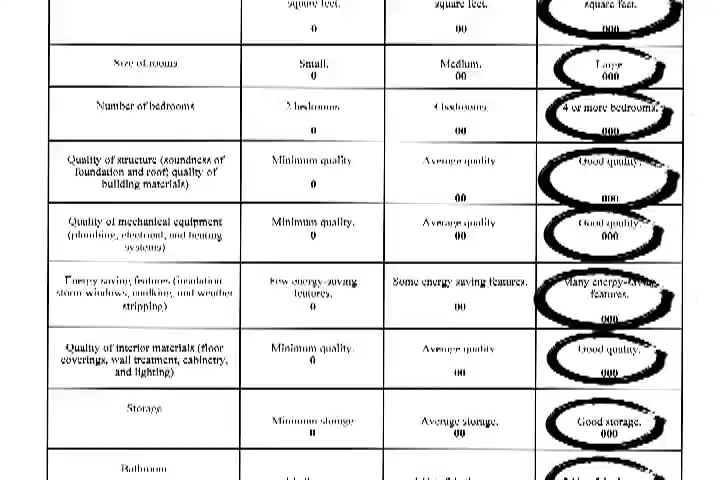 square feet. square feet. square feet.
0 00 000
Size of rooms Small. Medium. Large
0 00 000
Number of bedrooms 2 bedrooms bedrooms. 4 or more bedrooms.
0 00 000
Quality of structure (soundness of Minimum quality. Average quality Good quality.
foundation and roof; quality of
building materials) 0 00 000
Quality of mechanical equipment Minimum quality. Average quality Good quality.
(plumbing, electrical, and heating 0 00 000
systems)
Energy saving features (insulation Few energy-saving Some energy saving features. Many energy-saving
storm windows, caulking, and weather features. features.
stripping) 0 00 000
Quality of interior materials (floor Minimum quality. Average quality Good quality.
coverings, wall treatment, cabinetry, 0
and lighting) 00 000
Storage
Minimum storage Average storage. Good storage.
0 00 000
Bathroom